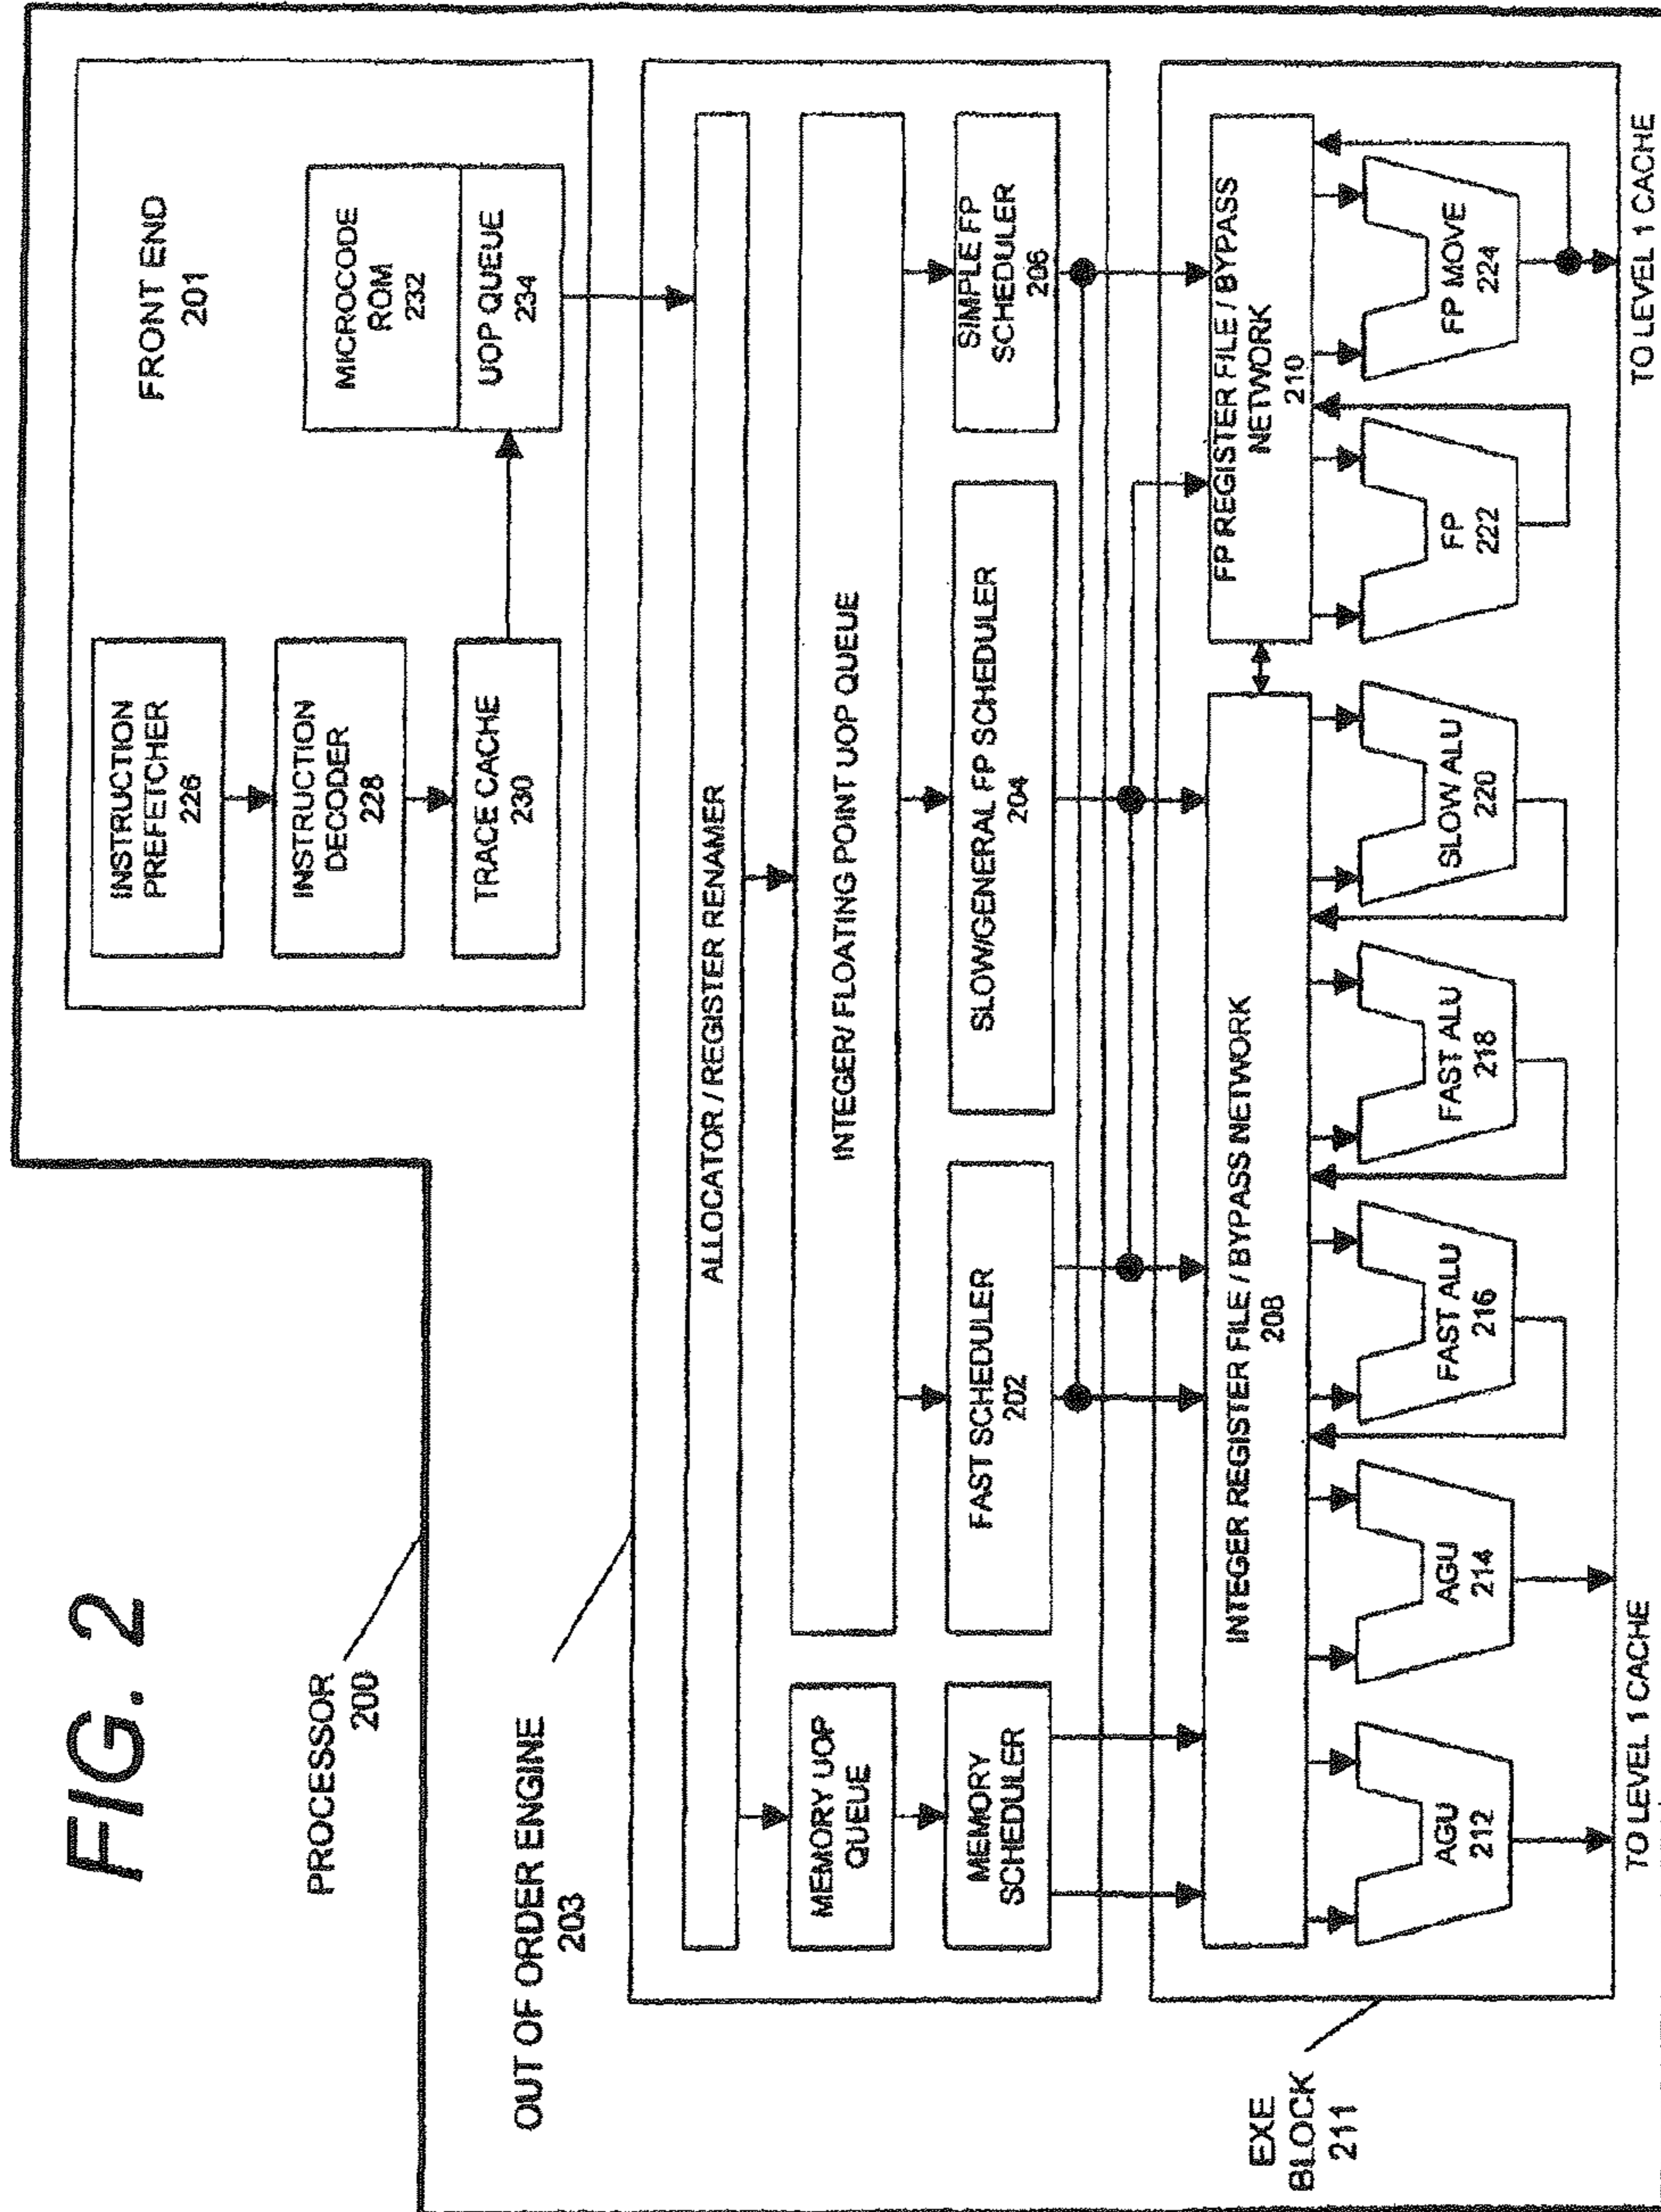 FIG. 2
PROCESSOR
200
FRONT END
201
INSTRUCTION
PREFETCHER
226
INSTRUCTION
DECODER
228
TRACE CACHE
230
MICROCODE
ROM
232
UOP QUEUE
234
OUT OF ORDER ENGINE
203
ALLOCATOR / REGISTER RENAMER
MEMORY UOP
QUEUE
INTEGER/ FLOATING POINT UOP QUEUE
MEMORY
SCHEDULER
FAST SCHEDULER
202
SLOW/GENERAL FP SCHEDULER
204
SIMPLE FP
SCHEDULER
206
EXE
BLOCK
211
INTEGER REGISTER FILE / BYPASS NETWORK
208
FP REGISTER FILE / BYPASS
NETWORK
210
AGU
212
AGU
214
FAST ALU
216
FAST ALU
218
SLOW ALU
220
FP
222
FP MOVE
224
TO LEVEL 1 CACHE
TO LEVEL 1 CACHE